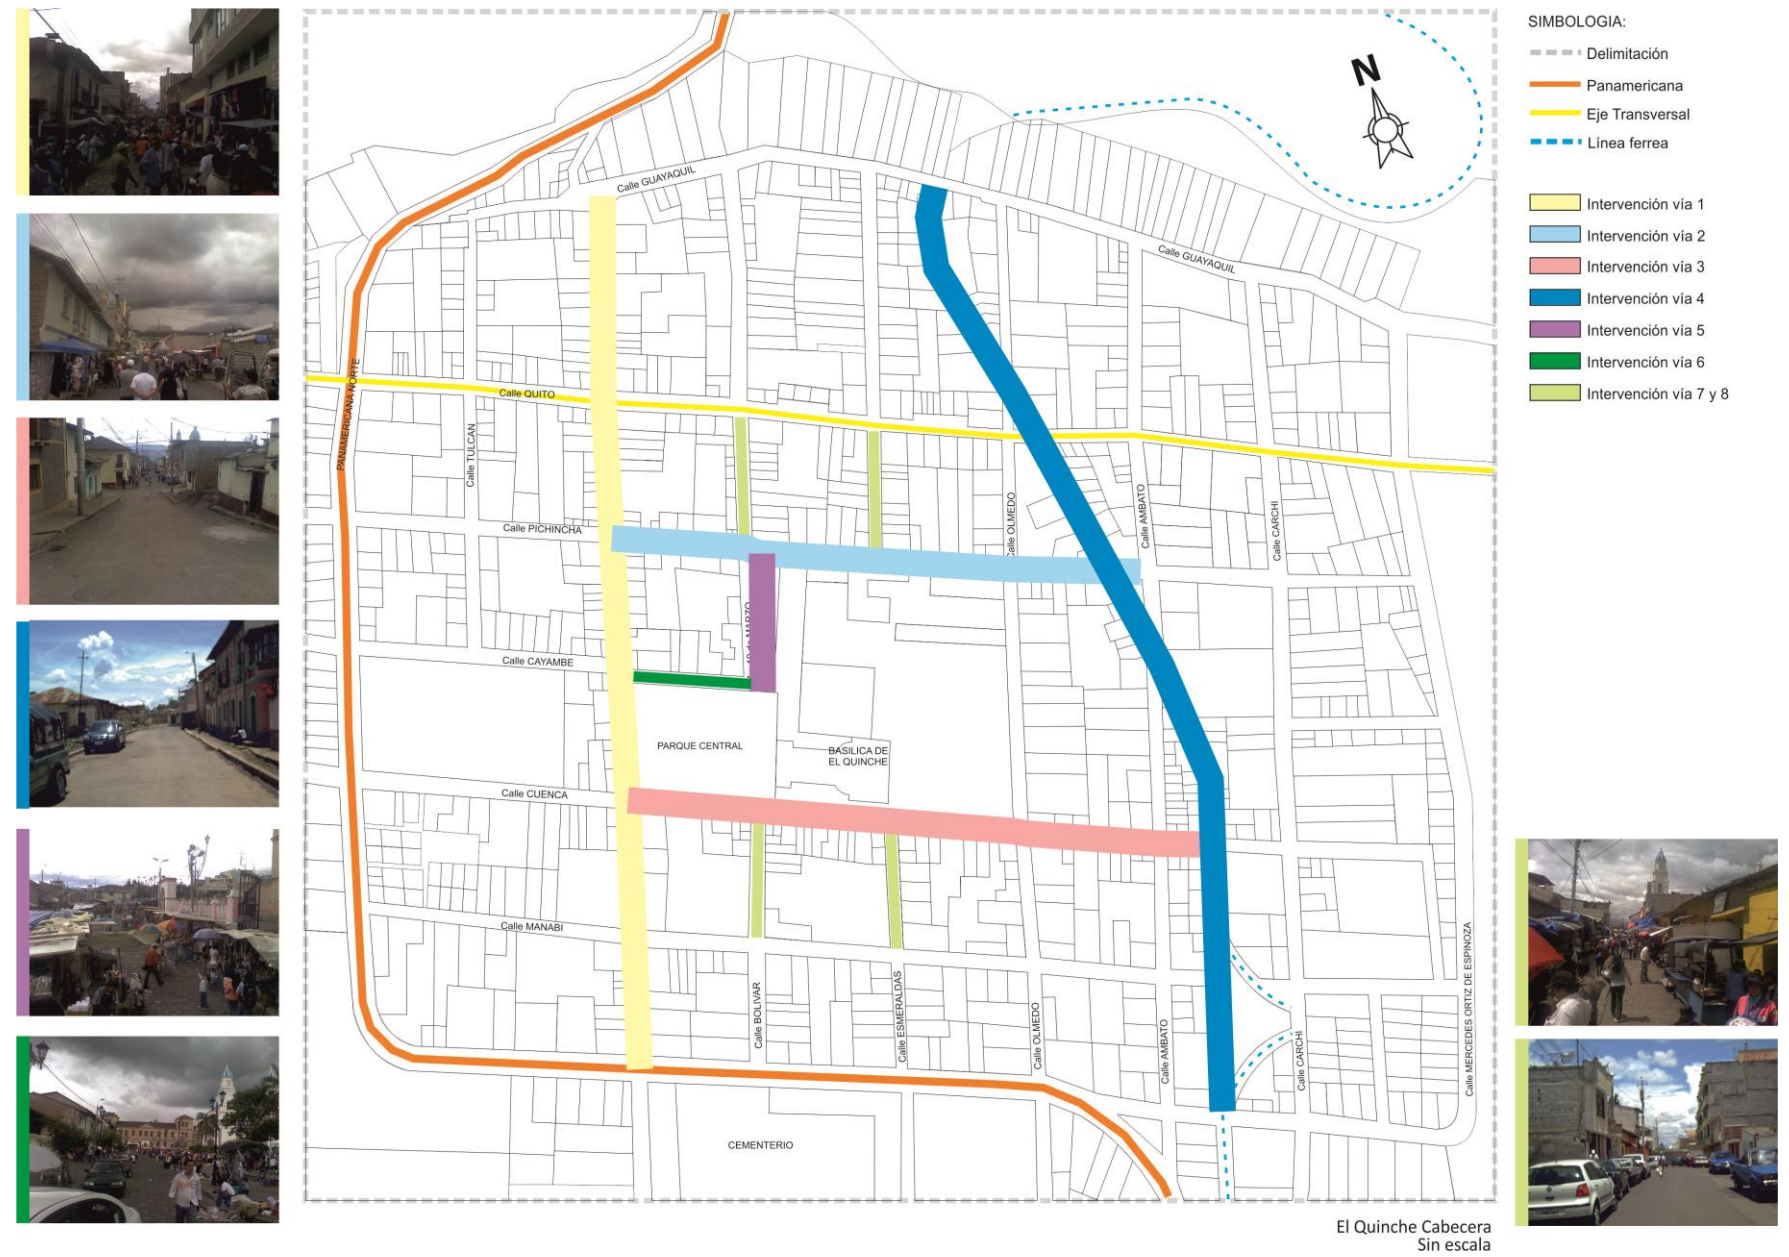 SIMBOLOGIA:
Delimitación
Panamericana
Eje Transversal
Línea ferrea
Intervención vía 1
Intervención vía 2
Intervención vía 3
Intervención vía 4
Intervención vía 5
Intervención vía 6
Intervención vía 7 y 8
N
Calle GUAYAQUIL
Calle GUAYAQUIL
PANAMERICANA NORTE
Calle QUITO
Calle TULCAN
Calle PICHINCHA
Calle OLMEDO
Calle AMBATO
Calle CARCHI
MARZO
Calle CAYAMBE
PARQUE CENTRAL
BASILICA DE
EL QUINCHE
Calle CUENCA
Calle MANABI
Calle BOLIVAR
Calle ESMERALDAS
Calle OLMEDO
Calle AMBATO
Calle CARCHI
Calle MERCEDES ORTIZ DE ESPINOZA
CEMENTERIO
El Quinche Cabecera
Sin escala